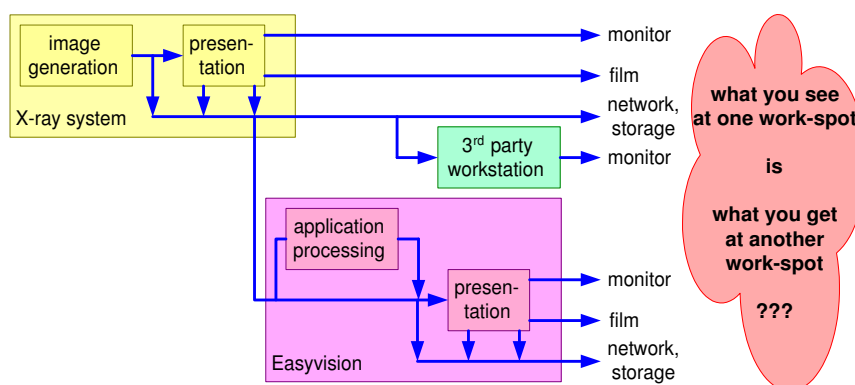 image
generation
presen-
tation
X-ray system
monitor
film
network,
storage
3rd party
workstation
monitor
application
processing
presen-
tation
Easyvision
monitor
film
network,
storage
what you see
at one work-spot
is
what you get
at another
work-spot
???